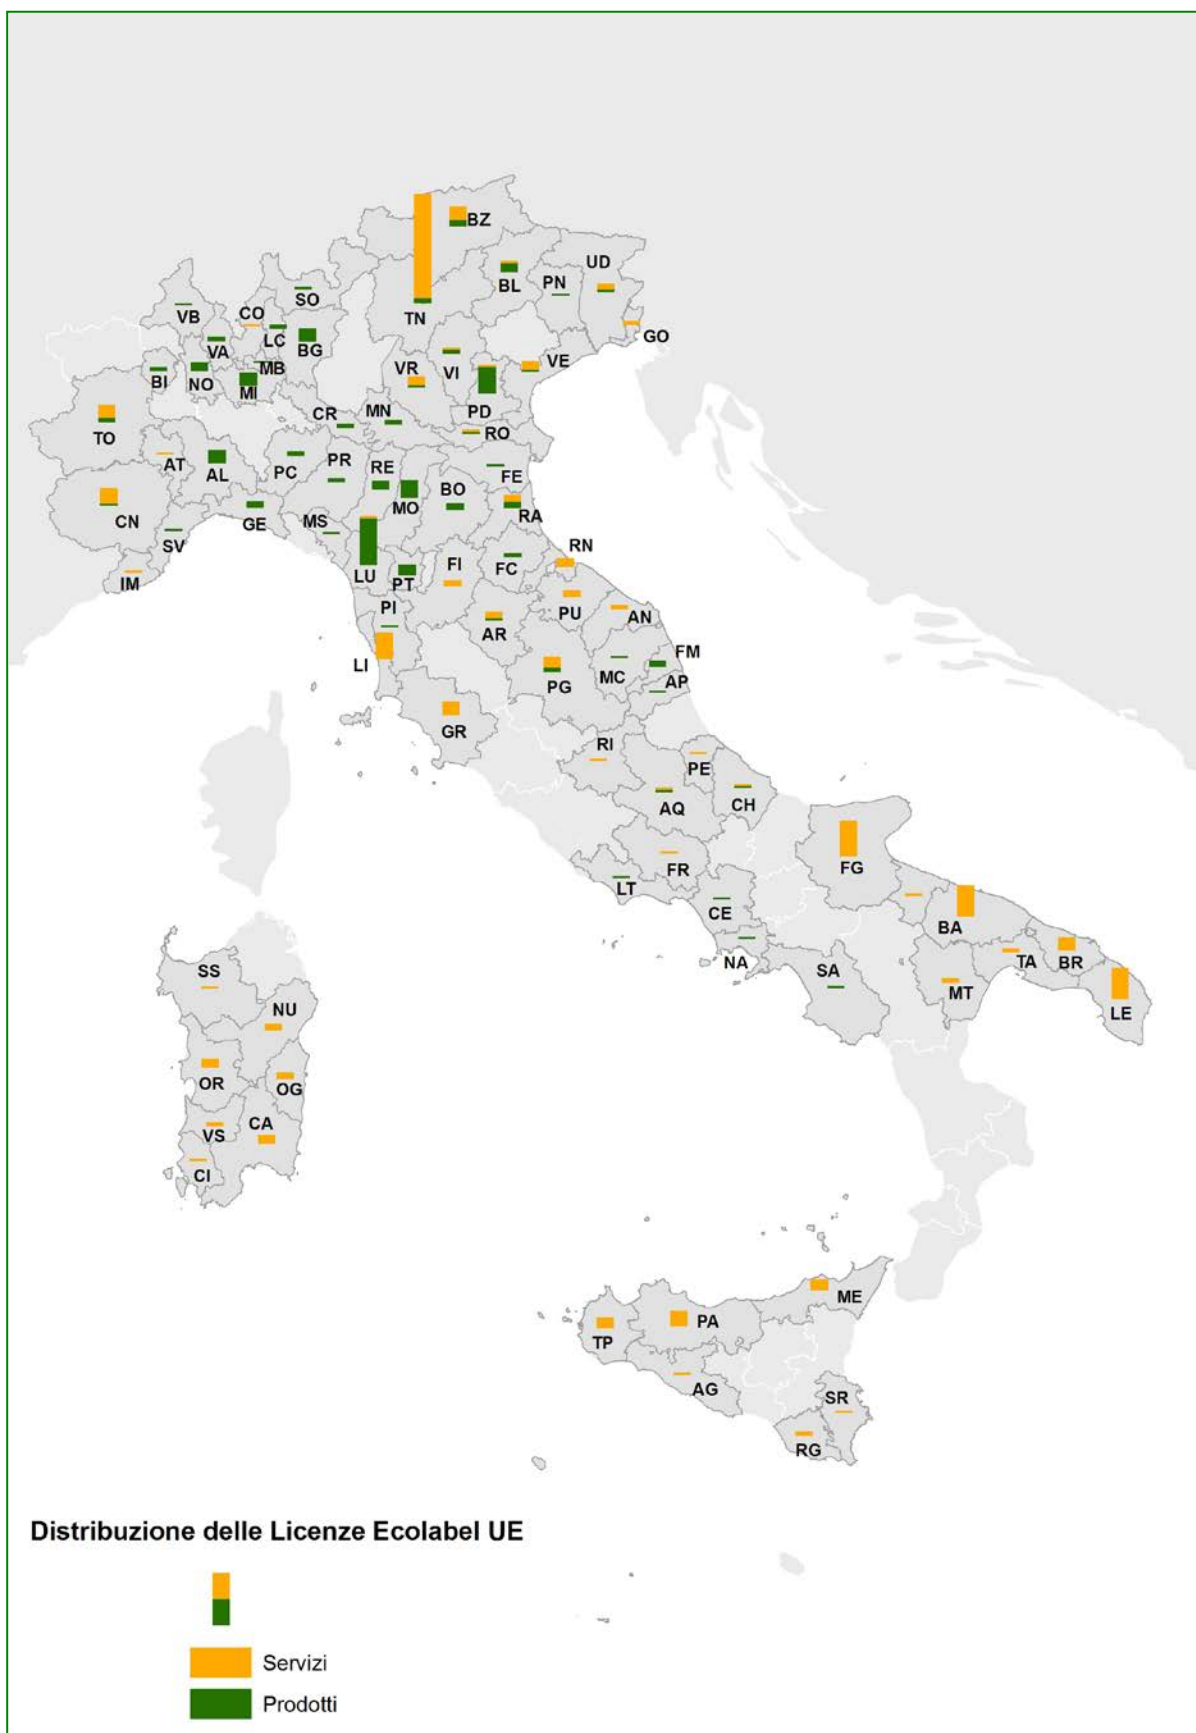 BZ
UD
BL
PN
SO
TN
VB
CO
GO
VA
LC
BG
VE
VR
VI
MB
BI
NO
MI
CR
MN
PD
TO
RO
AT
AL
PC
PR
RE
FE
BO
MO
CN
GE
MS
RA
SV
RN
IM
LU
PT
FI
FC
PI
PU
AN
AR
LI
FM
MC
PG
AP
GR
RI
PE
AQ
CH
FG
FR
LT
CE
BA
NA
SA
TA
BR
MT
LE
SS
NU
OR
OG
CA
VS
CI
ME
PA
TP
AG
SR
RG
Distribuzione delle Licenze Ecolabel UE
Servizi
Prodotti